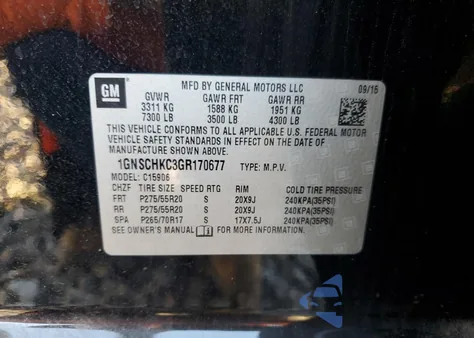 GM
MFD BY GENERAL MOTORS LLC 09/16
GVWR GAWR FRT GAWR RR
3311 KG 1588 KG 1951 KG
7300 LB 3500 LB 4300 LB
THIS VEHICLE CONFORMS TO ALL APPLICABLE U.S. FEDERAL MOTOR
VEHICLE SAFETY STANDARDS IN EFFECT ON THE DATE OF
MANUFACTURE SHOWN ABOVE.
1GNSCHKC3GR170677 TYPE: M.P.V.
MODEL: C15906
CHZF TIRE SIZE SPEED RTG RIM COLD TIRE PRESSURE
FRT P275/55R20 S 20X9J 240KPA(35PSI)
RR P275/55R20 S 20X9J 240KPA(35PSI)
SPA P265/70R17 S 17X7.5J 240KPA(35PSI)
SEE OWNER'S MANUAL FOR MORE INFORMATION.